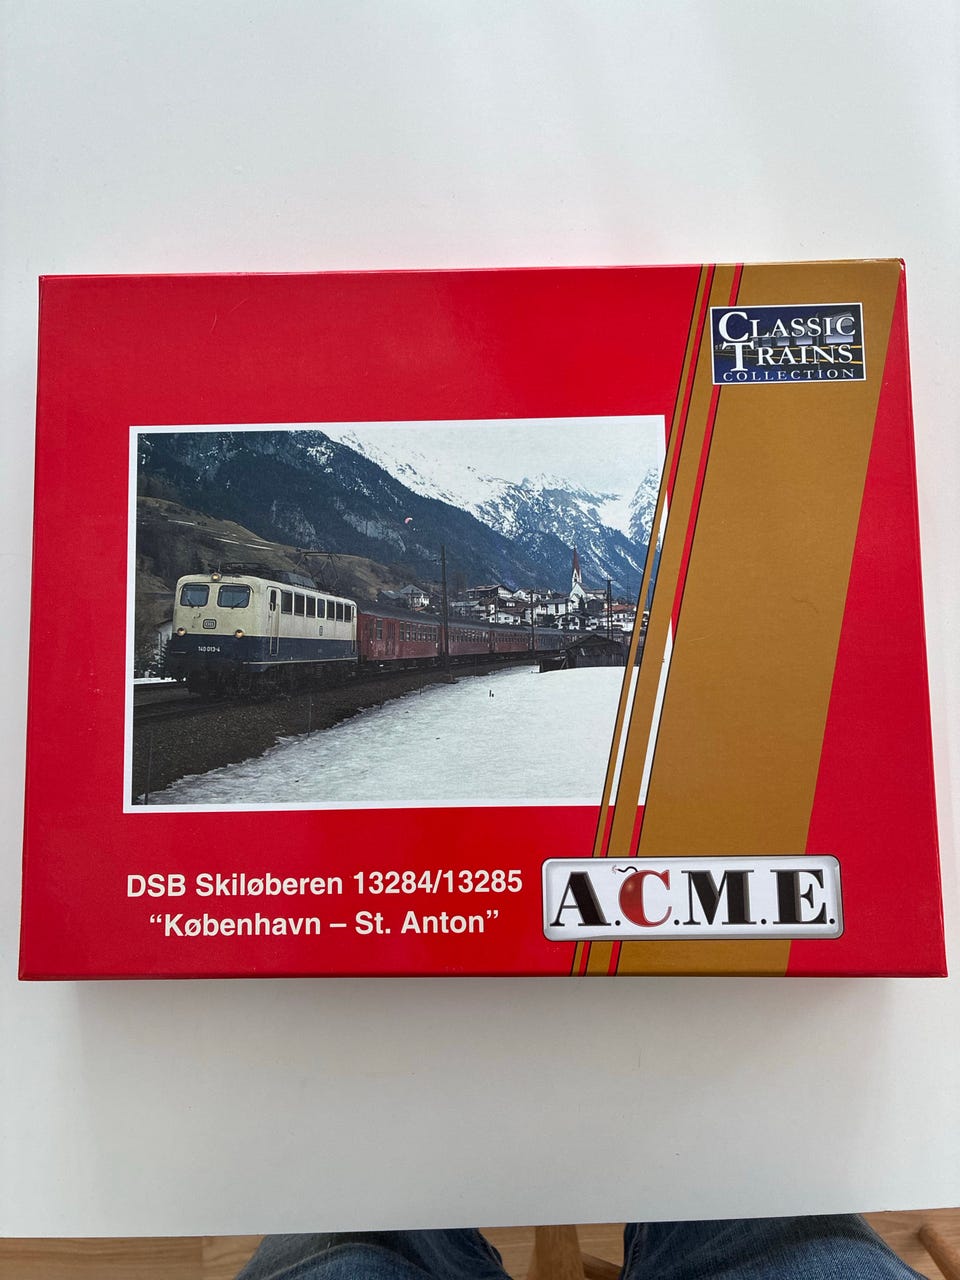 CLASSIC
TRAINS
COLLECTION
140 013-4
DSB Skiløberen 13284/13285
“København – St. Anton”
A.C.M.E.